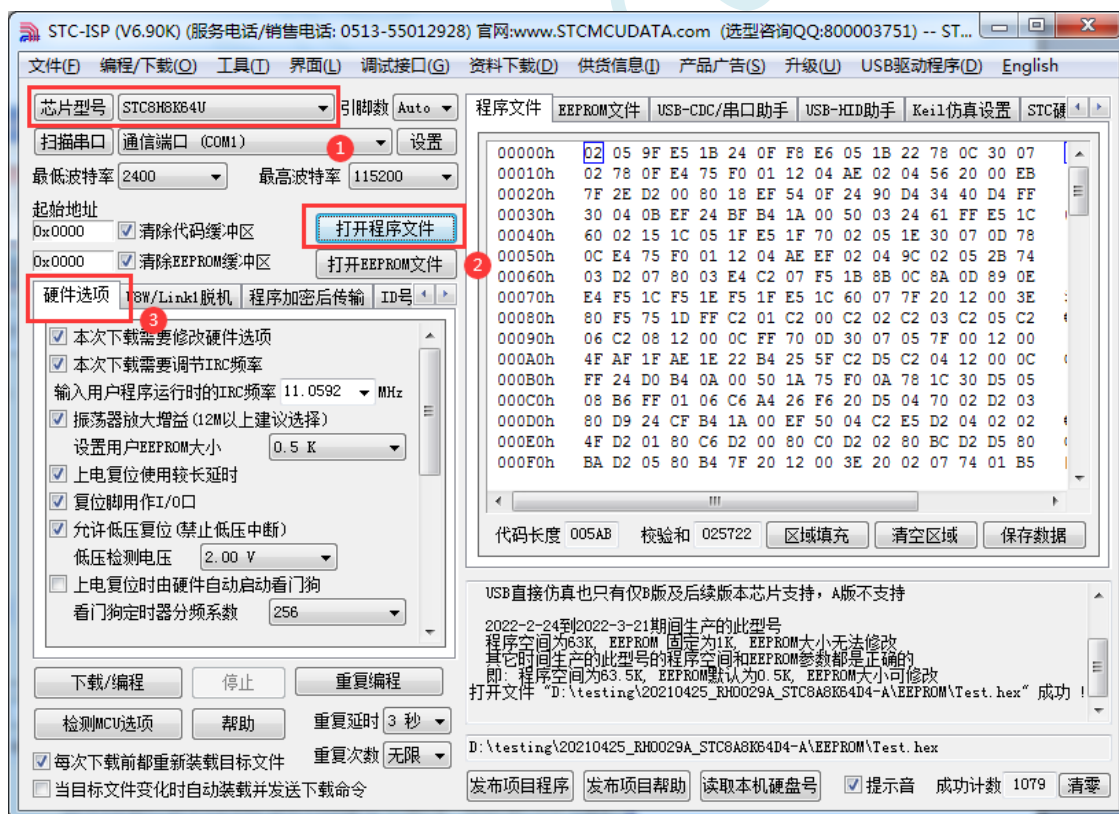 STC-ISP (V6.90K) (服务电话/销售电话: 0513-55012928) 官网:www.STCMCUDATA.com (选型咨询QQ:800003751) -- ST...
文件(F) 编程/下载(O) 工具(T) 界面(L) 调试接口(G) 资料下载(D) 供货信息(I) 产品广告(S) 升级(U) USB驱动程序(D) English
芯片型号 STC8H8K64U 引脚数 Auto
扫描串口 通信端口 (COM1) 设置
1
最低波特率 2400 最高波特率 115200
起始地址
0x0000 清除代码缓冲区 打开程序文件
0x0000 清除EEPROM缓冲区 打开EEPROM文件
2
硬件选项 U8W/Link1脱机 程序加密后传输 ID号
3
本次下载需要修改硬件选项
本次下载需要调节IRC频率
输入用户程序运行时的IRC频率 11.0592 MHz
振荡器放大增益(12M以上建议选择)
设置用户EEPROM大小 0.5 K
上电复位使用较长延时
复位脚用作I/O口
允许低压复位(禁止低压中断)
低压检测电压 2.00 V
上电复位时由硬件自动启动看门狗
看门狗定时器分频系数 256
下载/编程 停止 重复编程
检测MCU选项 帮助 重复延时 3 秒
每次下载前都重新装载目标文件 重复次数 无限
当目标文件变化时自动装载并发送下载命令
程序文件 EEPROM文件 USB-CDC/串口助手 USB-HID助手 Keil仿真设置
00000h 02 05 9F E5 1B 24 0F F8 E6 05 1B 22 78 0C 30 07
00010h 02 78 0F E4 75 F0 01 12 04 AE 02 04 56 20 00 EB
00020h 7F 2E D2 00 80 18 EF 54 0F 24 90 D4 34 40 D4 FF
00030h 30 04 0B EF 24 BF B4 1A 00 50 03 24 61 FF E5 1C
00040h 60 02 15 1C 05 1F E5 1F 70 02 05 1E 30 07 0D 78
00050h 0C E4 75 F0 01 12 04 AE EF 02 04 9C 02 05 2B 74
00060h 03 D2 07 80 03 E4 C2 07 F5 1B 8B 0C 8A 0D 89 0E
00070h E4 F5 1C F5 1E F5 1F E5 1C 60 07 7F 20 12 00 3E
00080h 80 F5 75 1D FF C2 01 C2 00 C2 02 C2 03 C2 05 C2
00090h 06 C2 08 12 00 0C FF 70 0D 30 07 05 7F 00 12 00
000A0h 4F AF 1F AE 1E 22 B4 25 5F C2 D5 C2 04 12 00 0C
000B0h FF 24 D0 B4 0A 00 50 1A 75 F0 0A 78 1C 30 D5 05
000C0h 08 B6 FF 01 06 C6 A4 26 F6 20 D5 04 70 02 D2 03
000D0h 80 D9 24 CF B4 1A 00 EF 50 04 C2 E5 D2 04 02 02
000E0h 4F D2 01 80 C6 D2 00 80 C0 D2 02 80 BC D2 D5 80
000F0h BA D2 05 80 B4 7F 20 12 00 3E 20 02 07 74 01 B5
代码长度 005AB 校验和 025722 区域填充 清空区域 保存数据
USB直接仿真也只有仅B版及后续版本芯片支持，A版不支持
2022-2-24到2022-3-21期间生产的此型号
程序空间为63K, EEPROM 固定为1K, EEPROM大小无法修改
其它时间生产的此型号的程序空间和EEPROM参数都是正确的
即: 程序空间为63.5K, EEPROM默认为0.5K, EEPROM大小可修改
打开文件 "D:\testing\20210425_RH0029A_STC8A8K64D4-A\EEPROM\Test.hex" 成功 !
D:\testing\20210425_RH0029A_STC8A8K64D4-A\EEPROM\Test.hex
发布项目程序 发布项目帮助 读取本机硬盘号 提示音 成功计数 1079 清零